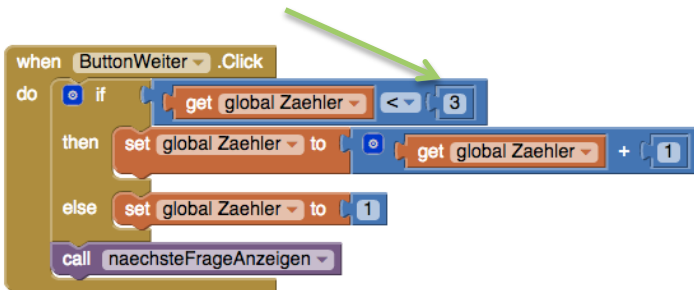 when ButtonWeiter .Click
do if get global Zaehler < 3
then set global Zaehler to get global Zaehler + 1
else set global Zaehler to 1
call naechsteFrageAnzeigen